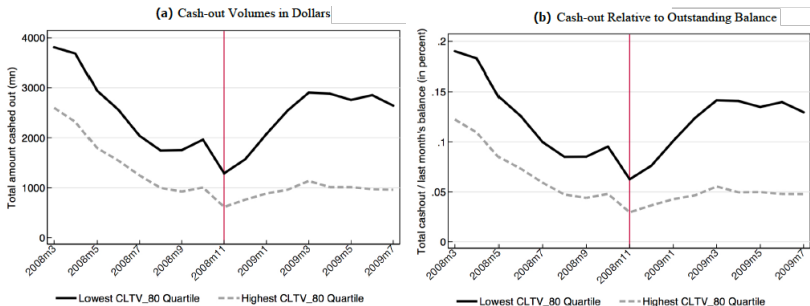 (a) Cash-out Volumes in Dollars
Total amount cashed out (mn)
4000
3000
2000
1000
0
2008m3
2008m5
2008m7
2008m9
2008m11
2009m1
2009m3
2009m5
2009m7
Lowest CLTV_80 Quartile
Highest CLTV_80 Quartile
(b) Cash-out Relative to Outstanding Balance
Total cashout / last month's balance (in percent)
.2
.15
.1
.05
0
2008m3
2008m5
2008m7
2008m9
2008m11
2009m1
2009m3
2009m5
2009m7
Lowest CLTV_80 Quartile
Highest CLTV_80 Quartile